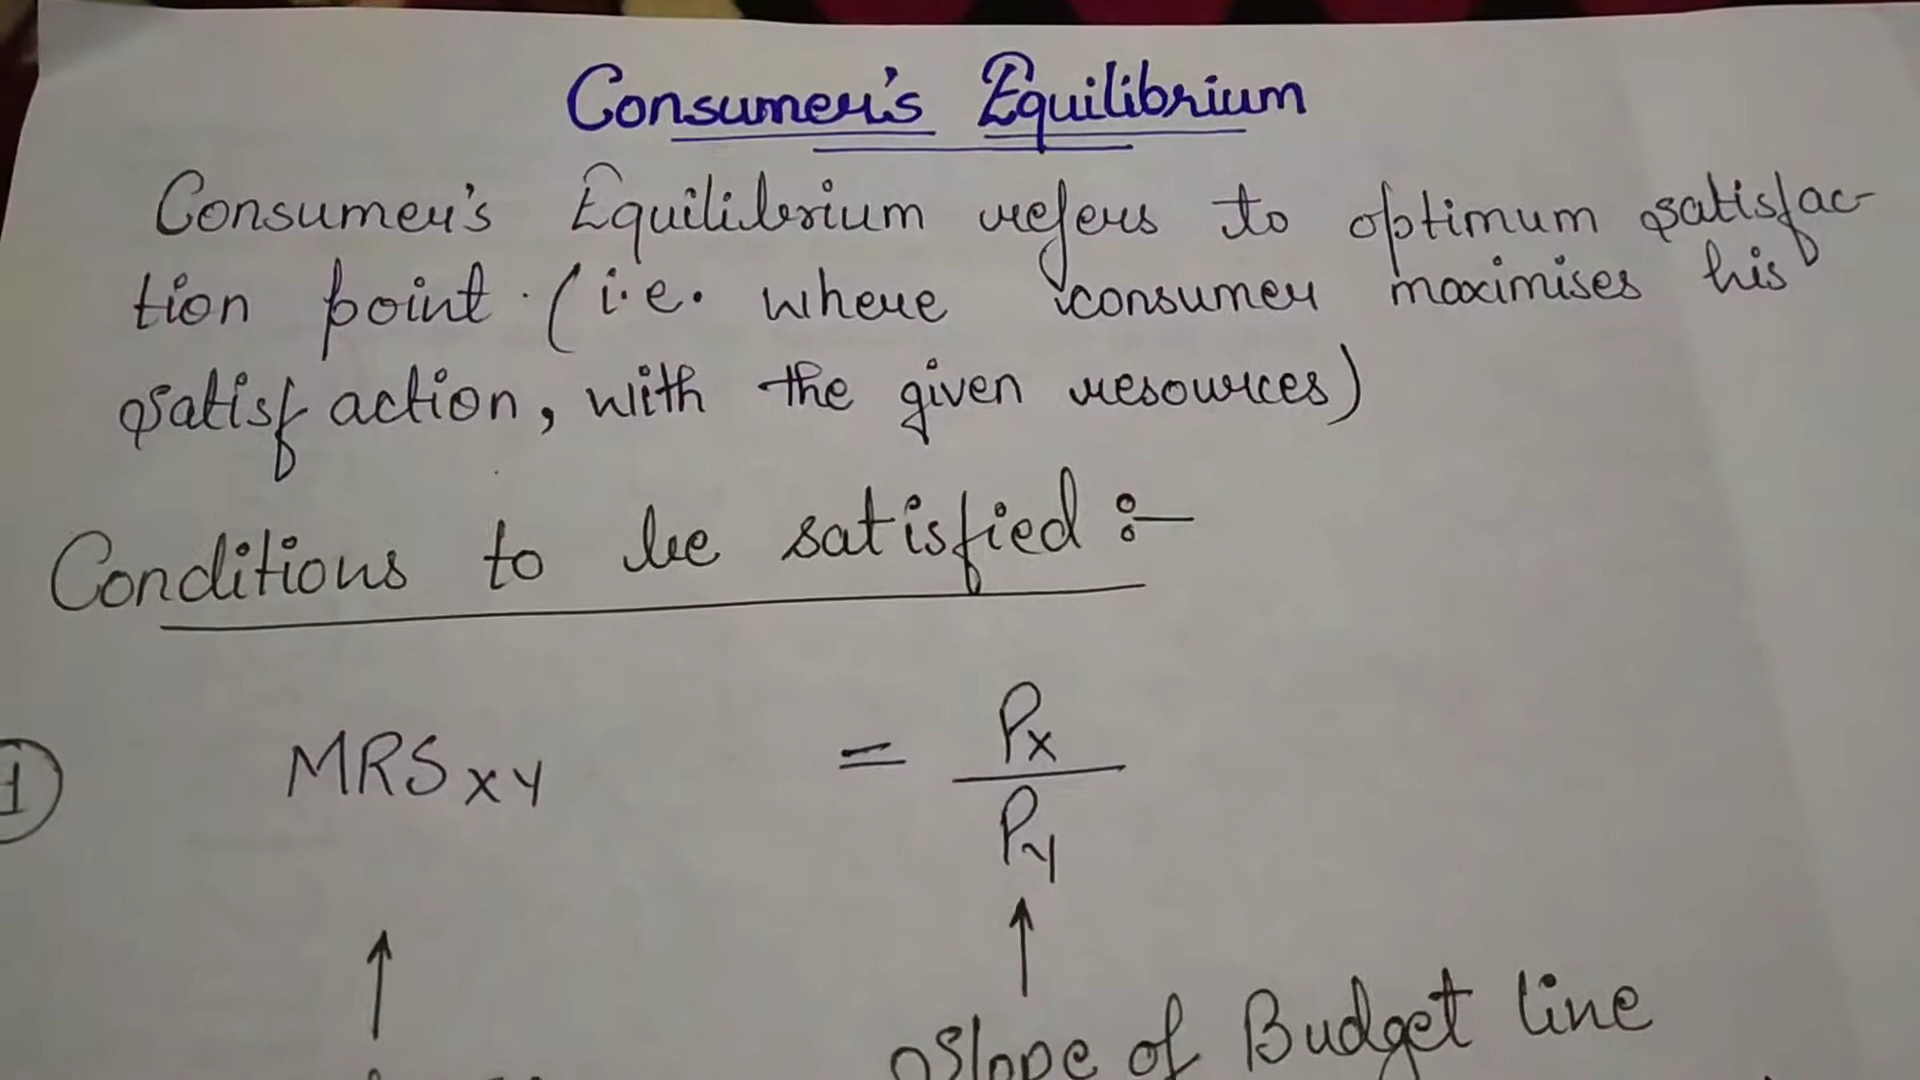 Consumer's Equilibrium
Consumer's Equilibrium refers to optimum satisfac-
tion point. (i.e. where consumer maximises his
satisfaction, with the given resources)
Conditions to be satisfied :-
1 MRSxy = Px
Py
↑ ↑
Slope of Budget line